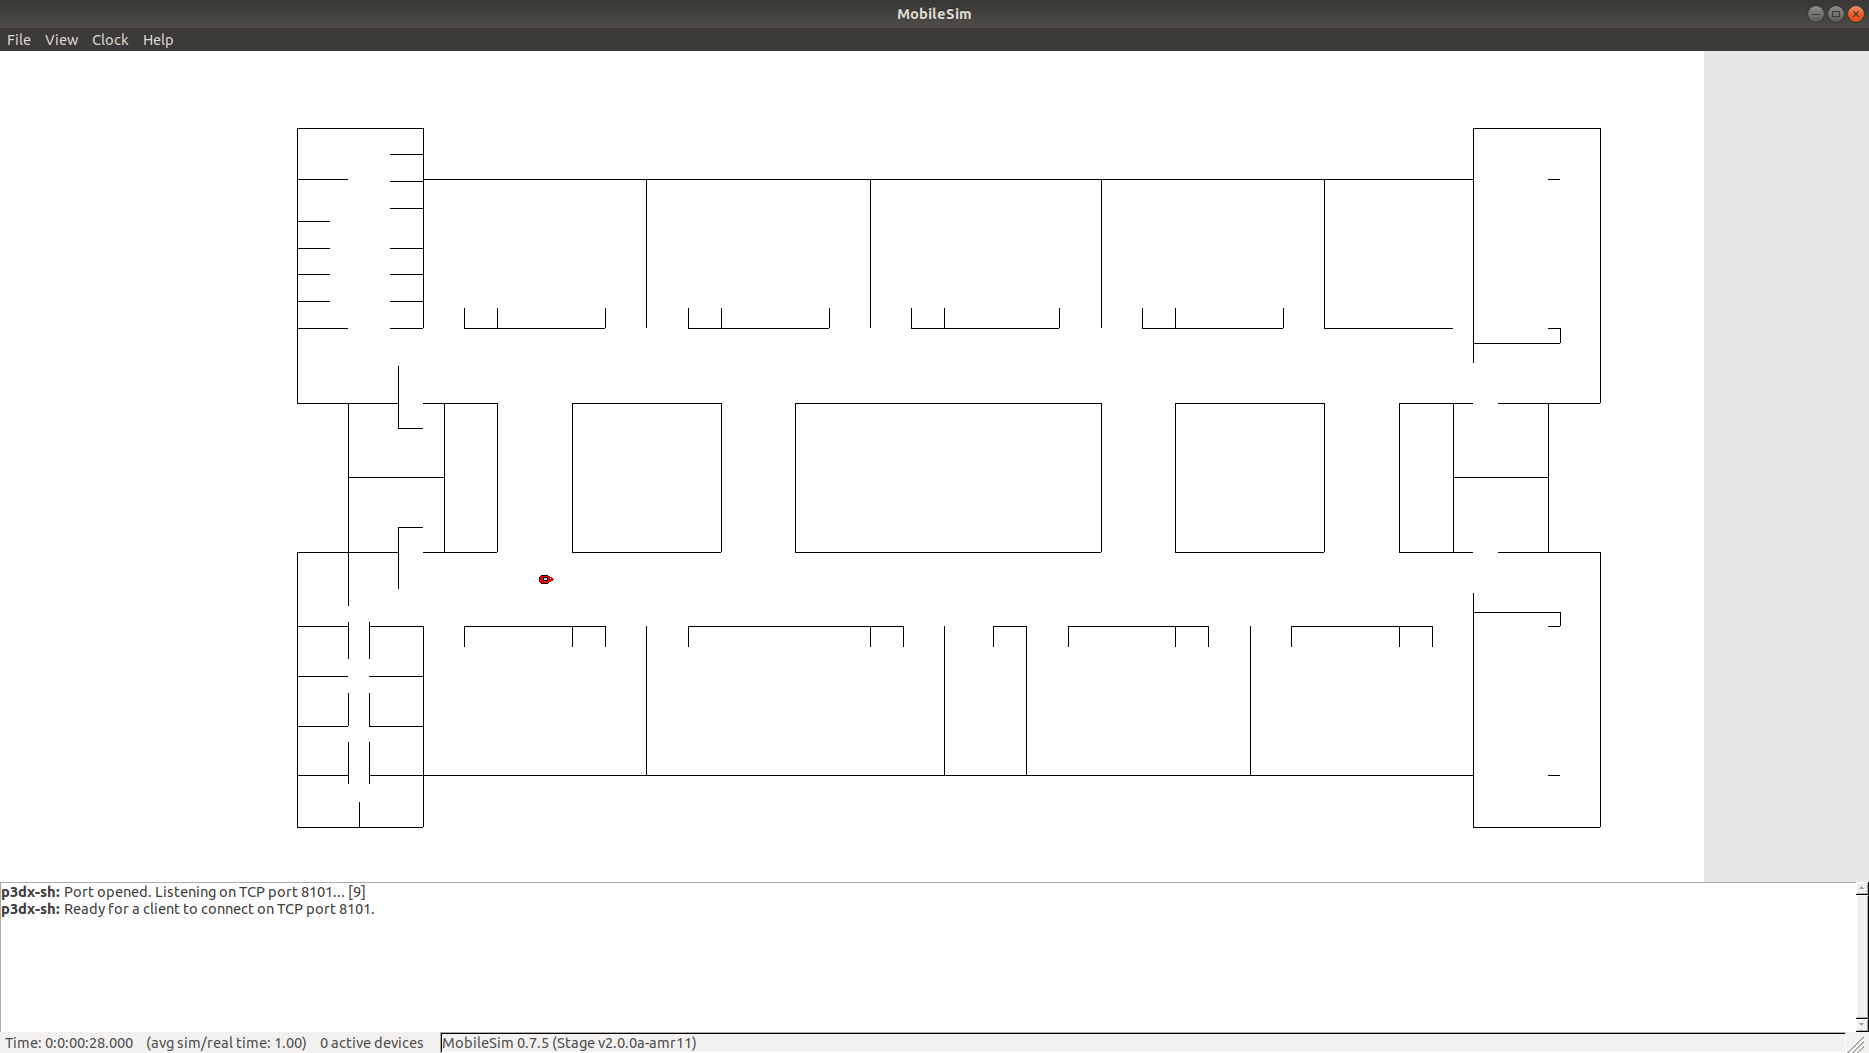 MobileSim
File View Clock Help
p3dx-sh: Port opened. Listening on TCP port 8101... [9]
p3dx-sh: Ready for a client to connect on TCP port 8101.
Time: 0:0:00:28.000 (avg sim/real time: 1.00) 0 active devices MobileSim 0.7.5 (Stage v2.0.0a-amr11)